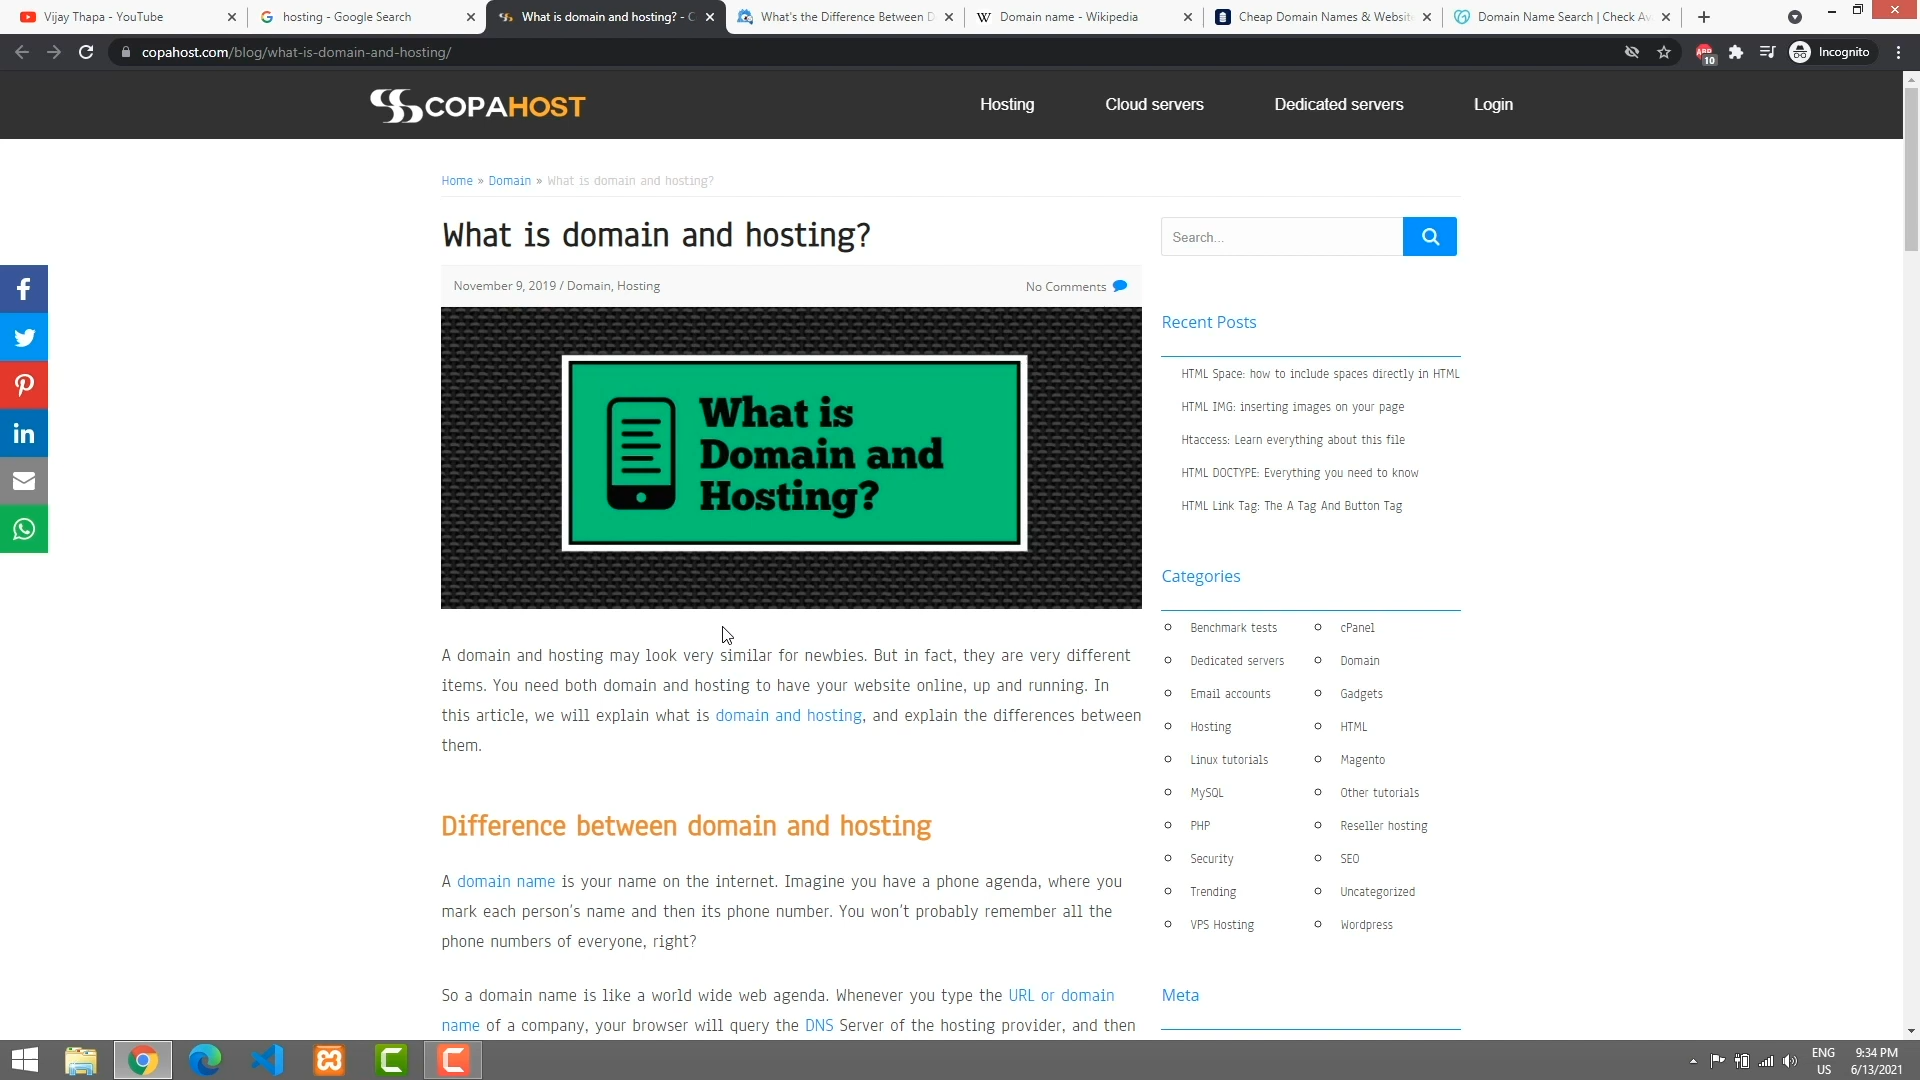 Vijay Thapa - YouTube
hosting - Google Search
What is domain and hosting? - C
What's the Difference Between D
Domain name - Wikipedia
Cheap Domain Names & Websit
Domain Name Search | Check Av
copahost.com/blog/what-is-domain-and-hosting/
ABP
10
Incognito
COPAHOST
Hosting
Cloud servers
Dedicated servers
Login
Home » Domain » What is domain and hosting?
What is domain and hosting?
Search...
November 9, 2019 / Domain, Hosting
No Comments
What is
Domain and
Hosting?
A domain and hosting may look very similar for newbies. But in fact, they are very different
items. You need both domain and hosting to have your website online, up and running. In
this article, we will explain what is domain and hosting, and explain the differences between
them.
Difference between domain and hosting
A domain name is your name on the internet. Imagine you have a phone agenda, where you
mark each person's name and then its phone number. You won't probably remember all the
phone numbers of everyone, right?
So a domain name is like a world wide web agenda. Whenever you type the URL or domain
name of a company, your browser will query the DNS Server of the hosting provider, and then
Recent Posts
HTML Space: how to include spaces directly in HTML
HTML IMG: inserting images on your page
Htaccess: Learn everything about this file
HTML DOCTYPE: Everything you need to know
HTML Link Tag: The A Tag And Button Tag
Categories
Benchmark tests
cPanel
Dedicated servers
Domain
Email accounts
Gadgets
Hosting
HTML
Linux tutorials
Magento
MySQL
Other tutorials
PHP
Reseller hosting
Security
SEO
Trending
Uncategorized
VPS Hosting
Wordpress
Meta
ENG
US
9:34 PM
6/13/2021